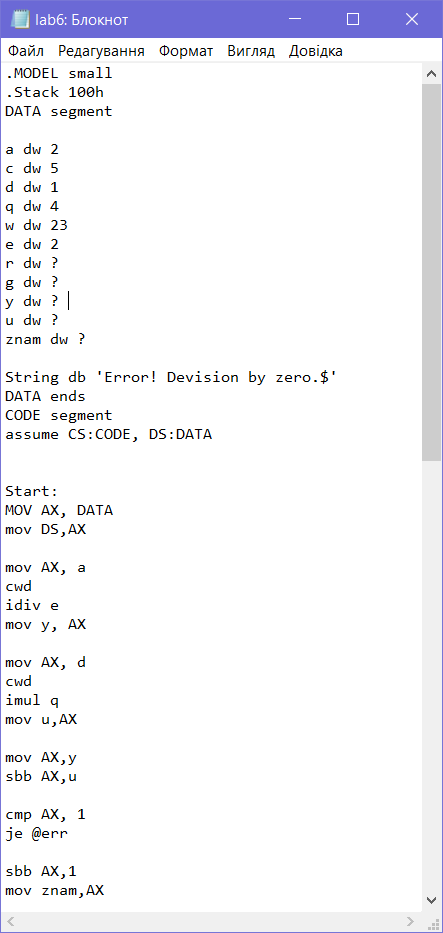 lab6: Блокнот
Файл Редагування Формат Вигляд Довідка
.MODEL small
.Stack 100h
DATA segment
a dw 2
c dw 5
d dw 1
q dw 4
w dw 23
e dw 2
r dw ?
g dw ?
y dw ?
u dw ?
znam dw ?
String db 'Error! Devision by zero.$'
DATA ends
CODE segment
assume CS:CODE, DS:DATA
Start:
MOV AX, DATA
mov DS,AX
mov AX, a
cwd
idiv e
mov y, AX
mov AX, d
cwd
imul q
mov u,AX
mov AX,y
sbb AX,u
cmp AX, 1
je @err
sbb AX,1
mov znam,AX